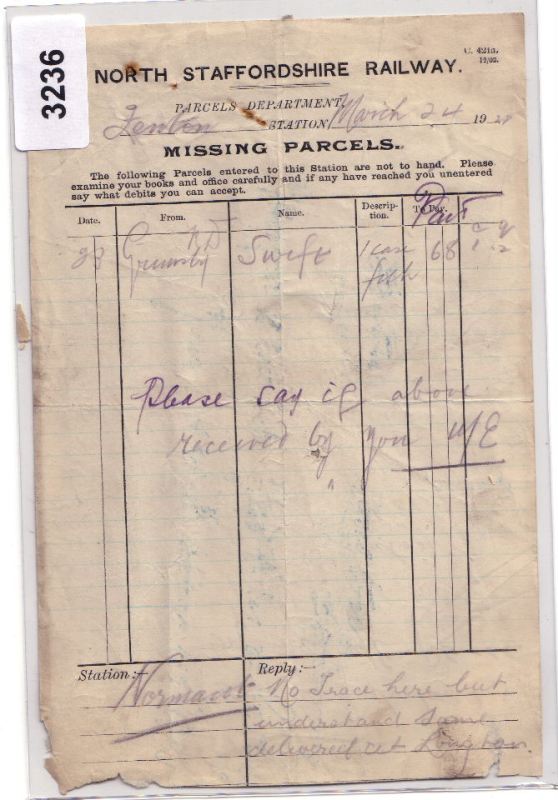 3236
NORTH STAFFORDSHIRE RAILWAY.
PARCELS DEPARTMENT,
Fenton STATION, March 24 1928
MISSING PARCELS.
The following Parcels entered to this Station are not to hand. Please
examine your books and office carefully and if any have reached you unentered
say what debits you can accept.
Date. From. Name. Description. To Pay. Paid
23 Grimsby Swift 1 case 68
fish
Please say if above
received by you W/E
Station:— Reply:—
Normacot No Trace here but
understand same
delivered at Longton.